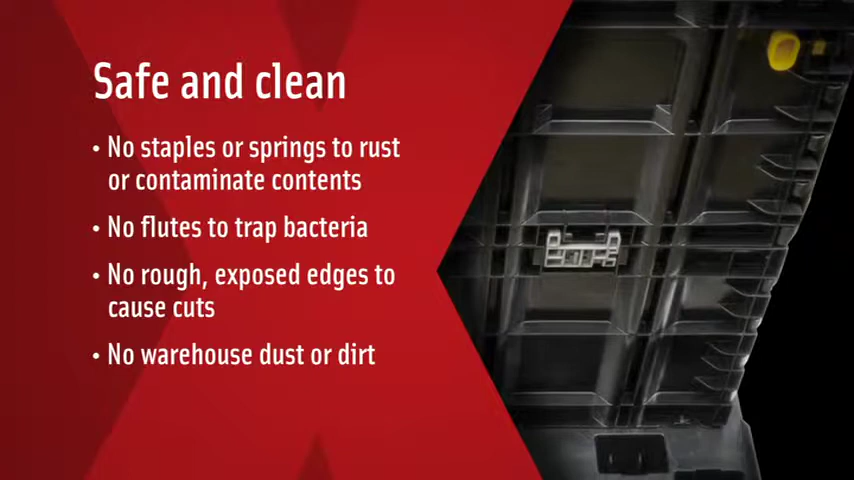 Safe and clean
• No staples or springs to rust
or contaminate contents
• No flutes to trap bacteria
• No rough, exposed edges to
cause cuts
• No warehouse dust or dirt